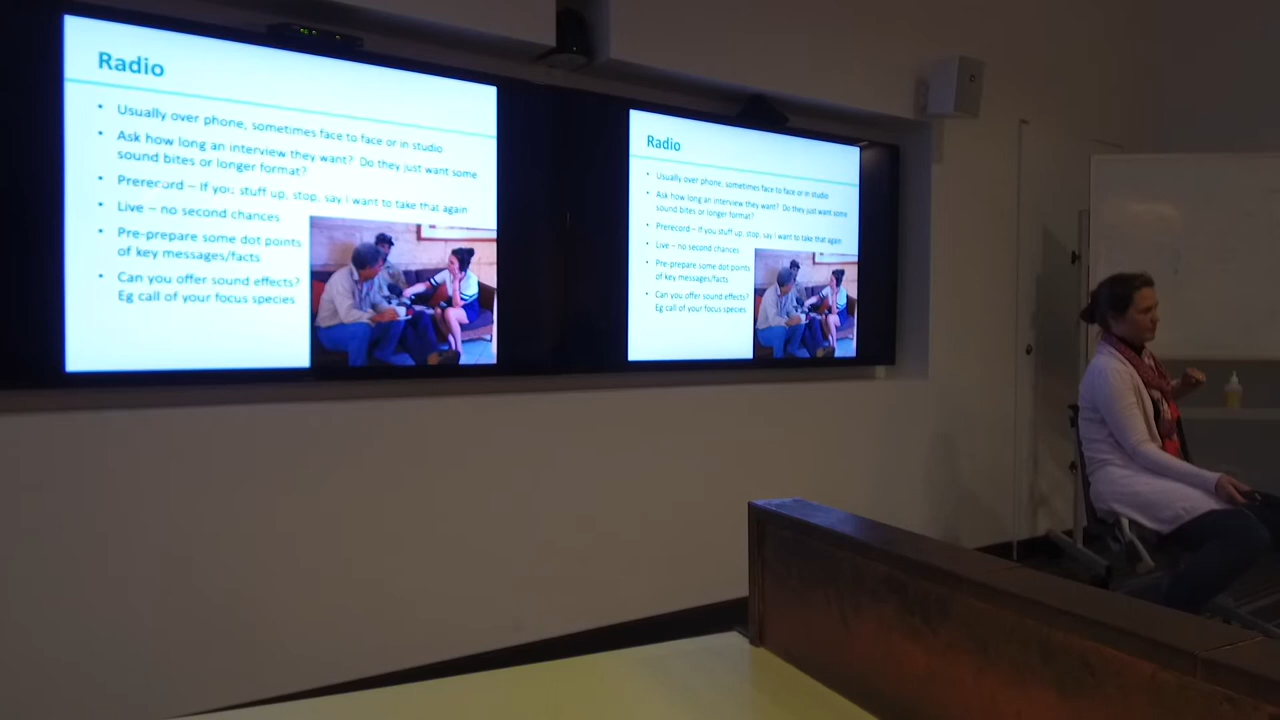 Radio
• Usually over phone, sometimes face to face or in studio
• Ask how long an interview they want? Do they just want some
sound bites or longer format?
• Prerecord – If you stuff up, stop, say I want to take that again
• Live – no second chances
• Pre-prepare some dot points
of key messages/facts
• Can you offer sound effects?
Eg call of your focus species
Radio
• Usually over phone, sometimes face to face or in studio
• Ask how long an interview they want? Do they just want some
sound bites or longer format?
• Prerecord – If you stuff up, stop, say I want to take that again
• Live – no second chances
• Pre-prepare some dot points
of key messages/facts
• Can you offer sound effects?
Eg call of your focus species